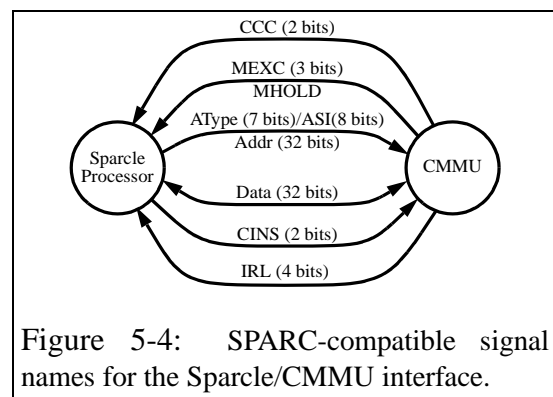 CCC (2 bits)
MEXC (3 bits)
MHOLD
AType (7 bits)/ASI(8 bits)
Addr (32 bits)
Sparcle
Processor
CMMU
Data (32 bits)
CINS (2 bits)
IRL (4 bits)
Figure 5-4: SPARC-compatible signal
names for the Sparcle/CMMU interface.